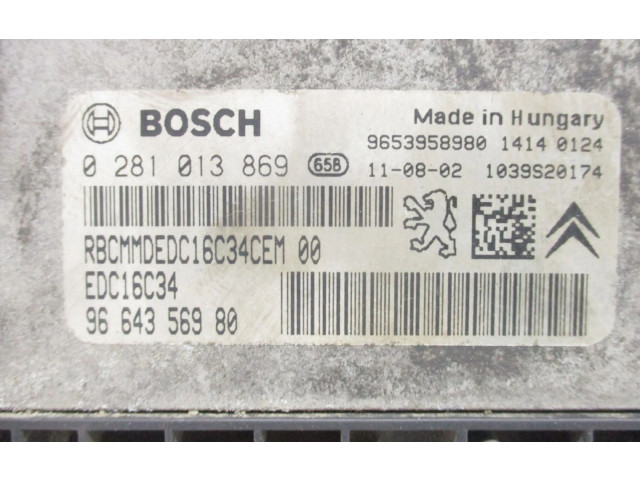 BOSCH
Made in Hungary
9653958980 1414 0124
0 281 013 869 65B 11-08-02 1039S20174
RBCMMDEDC16C34CEM 00
EDC16C34
96 643 569 80